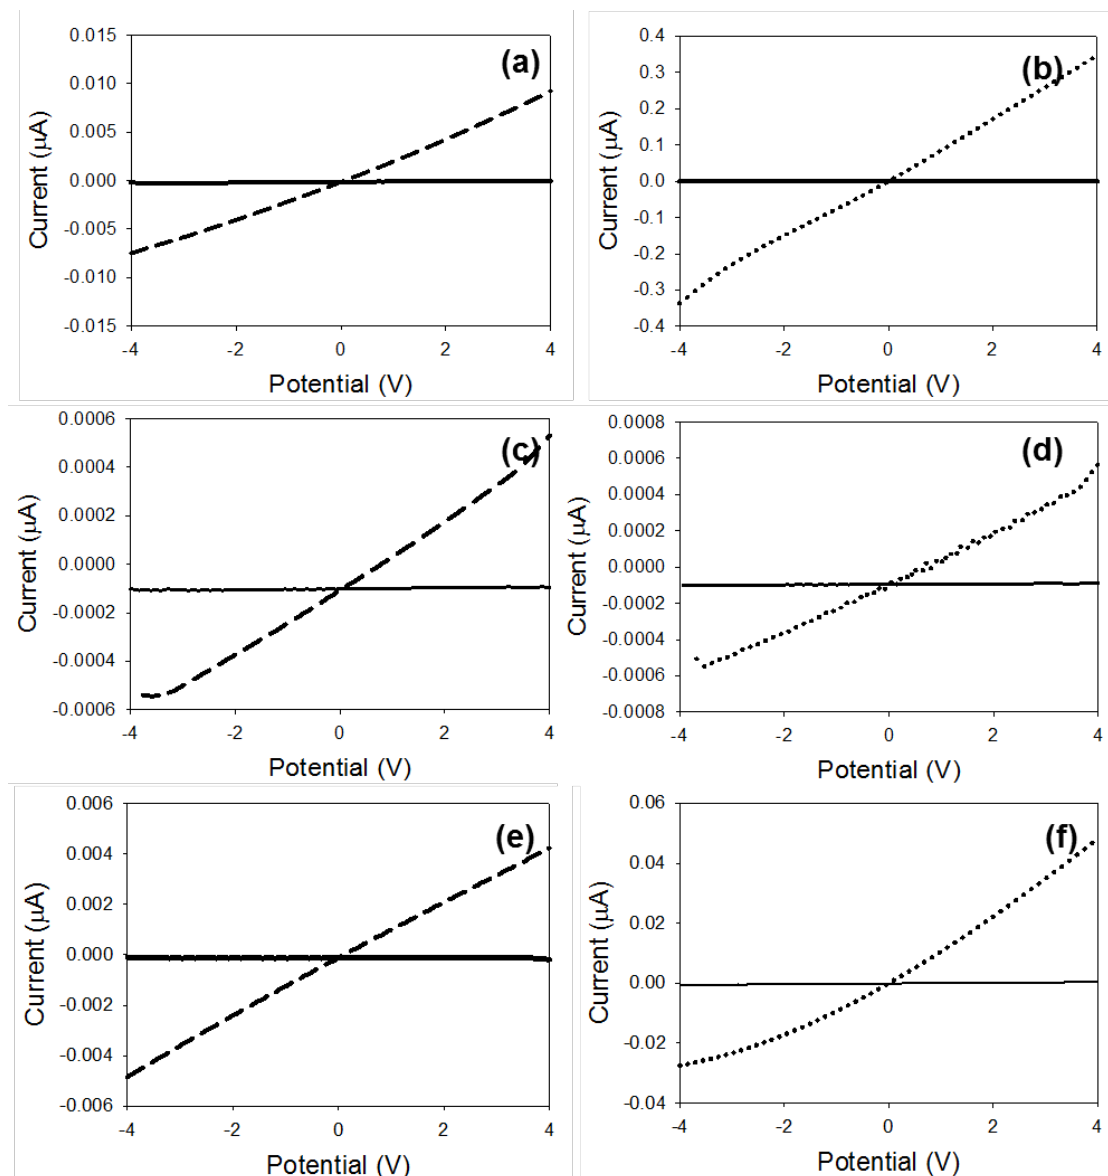 (a)
0.015
0.010
0.005
0.000
-0.005
-0.010
-0.015
Current (μA)
-4 -2 0 2 4
Potential (V)
(b)
0.4
0.3
0.2
0.1
0.0
-0.1
-0.2
-0.3
-0.4
Current (μA)
-4 -2 0 2 4
Potential (V)
(c)
0.0006
0.0004
0.0002
0.0000
-0.0002
-0.0004
-0.0006
Current (μA)
-4 -2 0 2 4
Potential (V)
(d)
0.0008
0.0006
0.0004
0.0002
0.0000
-0.0002
-0.0004
-0.0006
-0.0008
Current (μA)
-4 -2 0 2 4
Potential (V)
(e)
0.006
0.004
0.002
0.000
-0.002
-0.004
-0.006
Current (μA)
-4 -2 0 2 4
Potential (V)
(f)
0.06
0.04
0.02
0.00
-0.02
-0.04
Current (μA)
-4 -2 0 2 4
Potential (V)